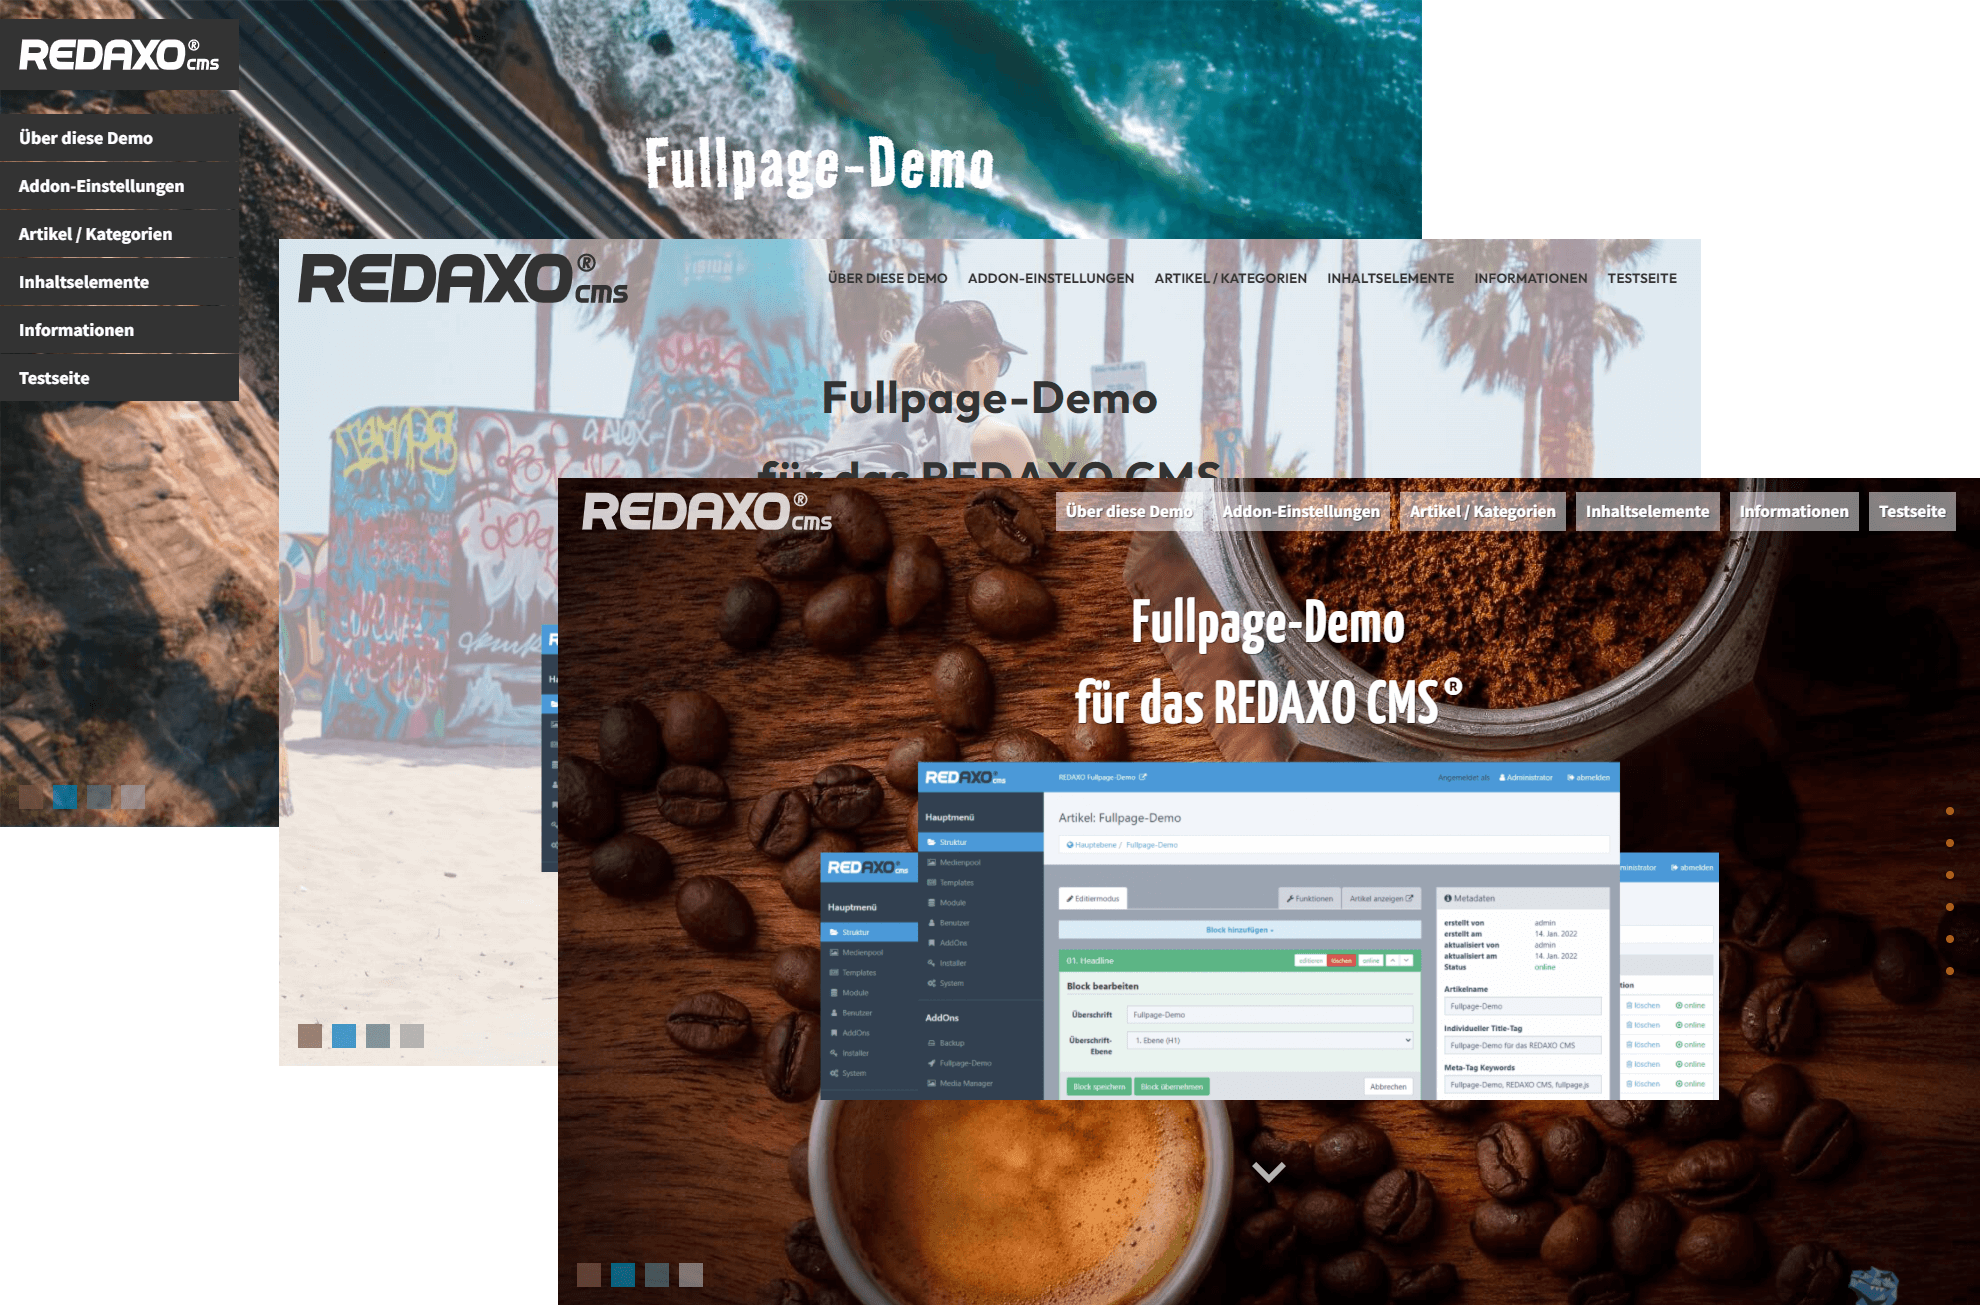 REDAXO® cms
Über diese Demo
Addon-Einstellungen
Artikel / Kategorien
Inhaltselemente
Informationen
Testseite
Fullpage-Demo
REDAXO® cms
ÜBER DIESE DEMO ADDON-EINSTELLUNGEN ARTIKEL / KATEGORIEN INHALTSELEMENTE INFORMATIONEN TESTSEITE
Fullpage-Demo
für das REDAXO CMS
REDAXO® cms
Über diese Demo Addon-Einstellungen Artikel / Kategorien Inhaltselemente Informationen Testseite
Fullpage-Demo
für das REDAXO CMS®
REDAXO® cms
REDAXO Fullpage-Demo
Angemeldet als Administrator abmelden
Hauptmenü
Struktur
Medienpool
Templates
Module
Benutzer
AddOns
Installer
System
AddOns
Backup
Fullpage-Demo
Media Manager
Artikel: Fullpage-Demo
Hauptebene / Fullpage-Demo
Editiermodus
Funktionen
Artikel anzeigen
Block hinzufügen
01. Headline
editieren löschen online
Block bearbeiten
Überschrift Fullpage-Demo
Überschrift-Ebene 1. Ebene (H1)
Block speichern Block übernehmen Abbrechen
Metadaten
erstellt von admin
erstellt am 14. Jan. 2022
aktualisiert von admin
aktualisiert am 14. Jan. 2022
Status online
Artikelname
Fullpage-Demo
Individueller Title-Tag
Fullpage-Demo für das REDAXO CMS
Meta-Tag Keywords
Fullpage-Demo, REDAXO CMS, fullpage.js
REDAXO® cms
Hauptmenü
Struktur
Medienpool
Templates
Module
Benutzer
AddOns
Installer
System
abmelden
löschen online
löschen online
löschen online
löschen online
löschen online